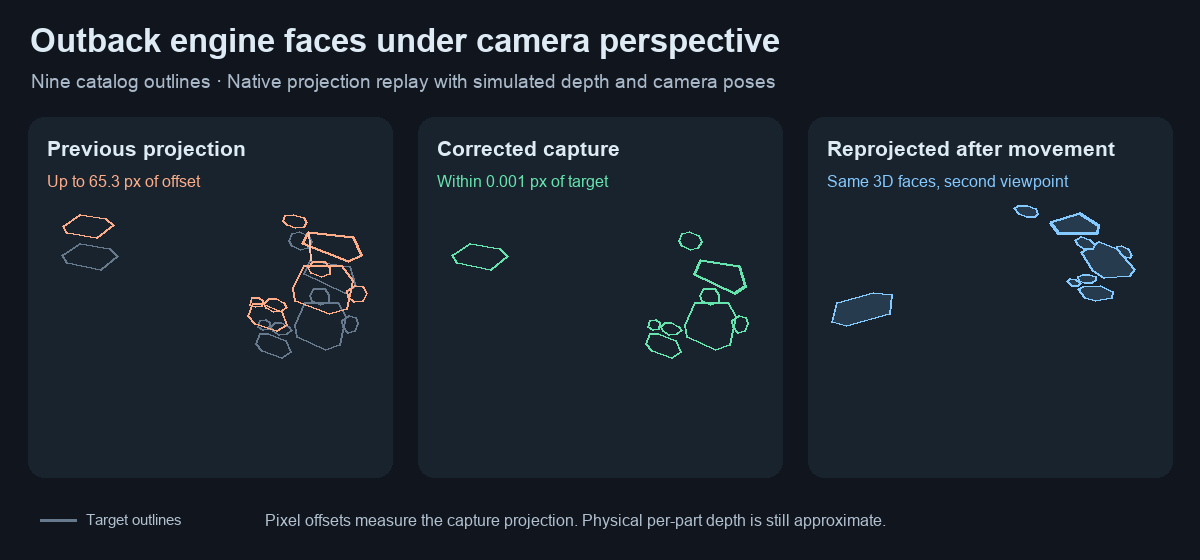 Outback engine faces under camera perspective
Nine catalog outlines · Native projection replay with simulated depth and camera poses
Previous projection
Up to 65.3 px of offset
Corrected capture
Within 0.001 px of target
Reprojected after movement
Same 3D faces, second viewpoint
Target outlines
Pixel offsets measure the capture projection. Physical per-part depth is still approximate.